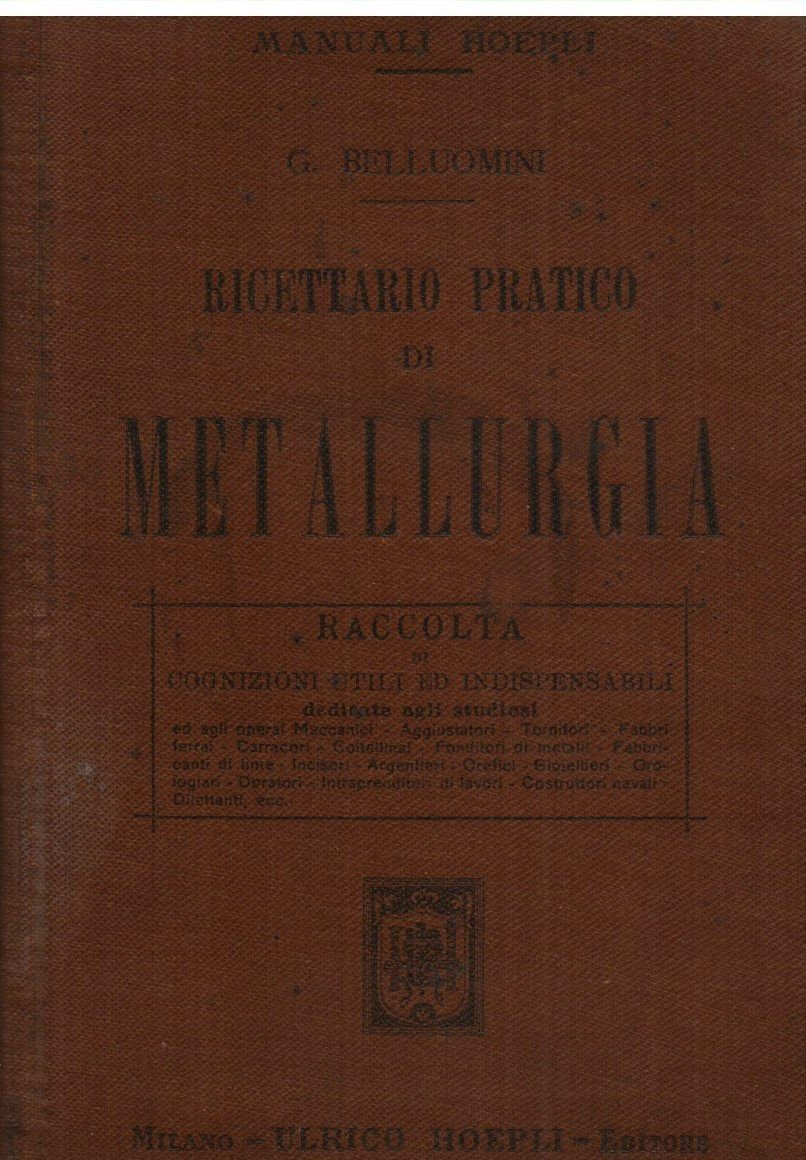 MANUALI HOEPLI
G. BELLUOMINI
RICETTARIO PRATICO
DI
METALLURGIA
RACCOLTA
DI
COGNIZIONI UTILI ED INDISPENSABILI
dedicata agli studiosi
ed agli operai Meccanici - Aggiustatori - Tornitori - Fabbri
ferrai - Carraori - Coltellinai - Fonditori di metalli - Fabbri-
canti di lime - Incisori - Argentieri - Orefici - Gioiellieri - Oro-
logiari - Doratori - Intraprenditori di lavori - Costruttori navali -
Dilettanti, ecc.
MILANO - ULRICO HOEPLI - EDITORE